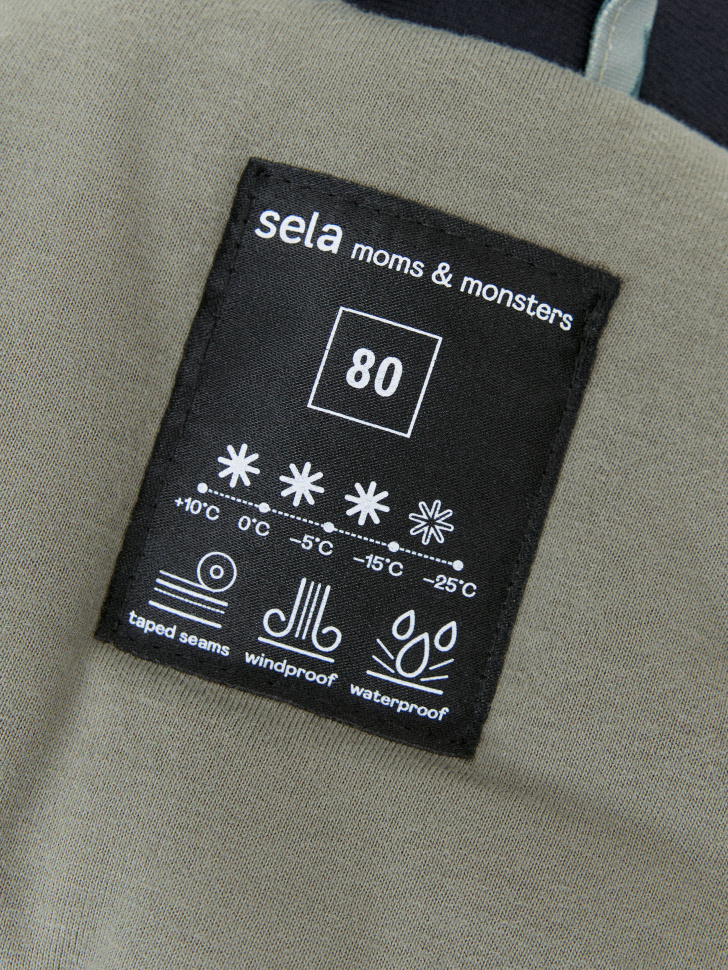 sela moms & monsters
80
+10°C 0°C –5°C –15°C –25°C
taped seams windproof waterproof